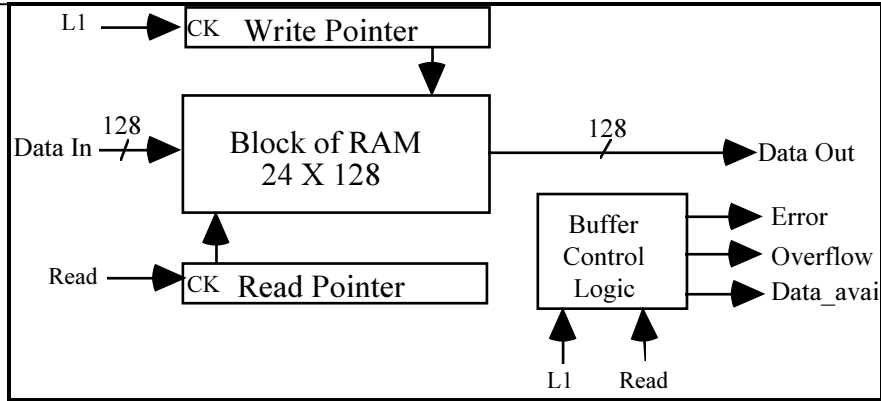 L1
CK Write Pointer
128
Data In
Block of RAM
24 X 128
128
Data Out
Read
CK Read Pointer
Buffer
Control
Logic
Error
Overflow
Data_avai
L1 Read